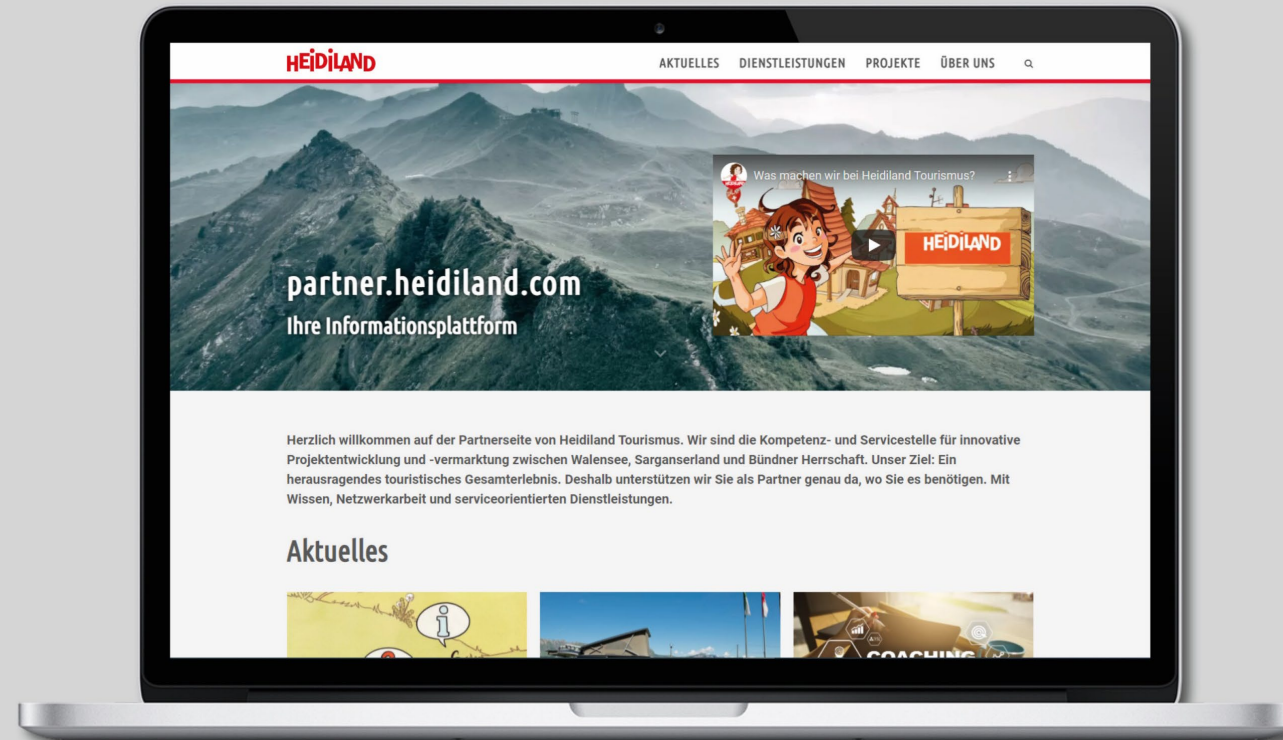 HEIDILAND
AKTUELLES DIENSTLEISTUNGEN PROJEKTE ÜBER UNS
Was machen wir bei Heidiland Tourismus?
HEIDILAND
partner.heidiland.com
Ihre Informationsplattform
Herzlich willkommen auf der Partnerseite von Heidiland Tourismus. Wir sind die Kompetenz- und Servicestelle für innovative
Projektentwicklung und -vermarktung zwischen Walensee, Sarganserland und Bündner Herrschaft. Unser Ziel: Ein
herausragendes touristisches Gesamterlebnis. Deshalb unterstützen wir Sie als Partner genau da, wo Sie es benötigen. Mit
Wissen, Netzwerkarbeit und serviceorientierten Dienstleistungen.
Aktuelles
i
COACHING